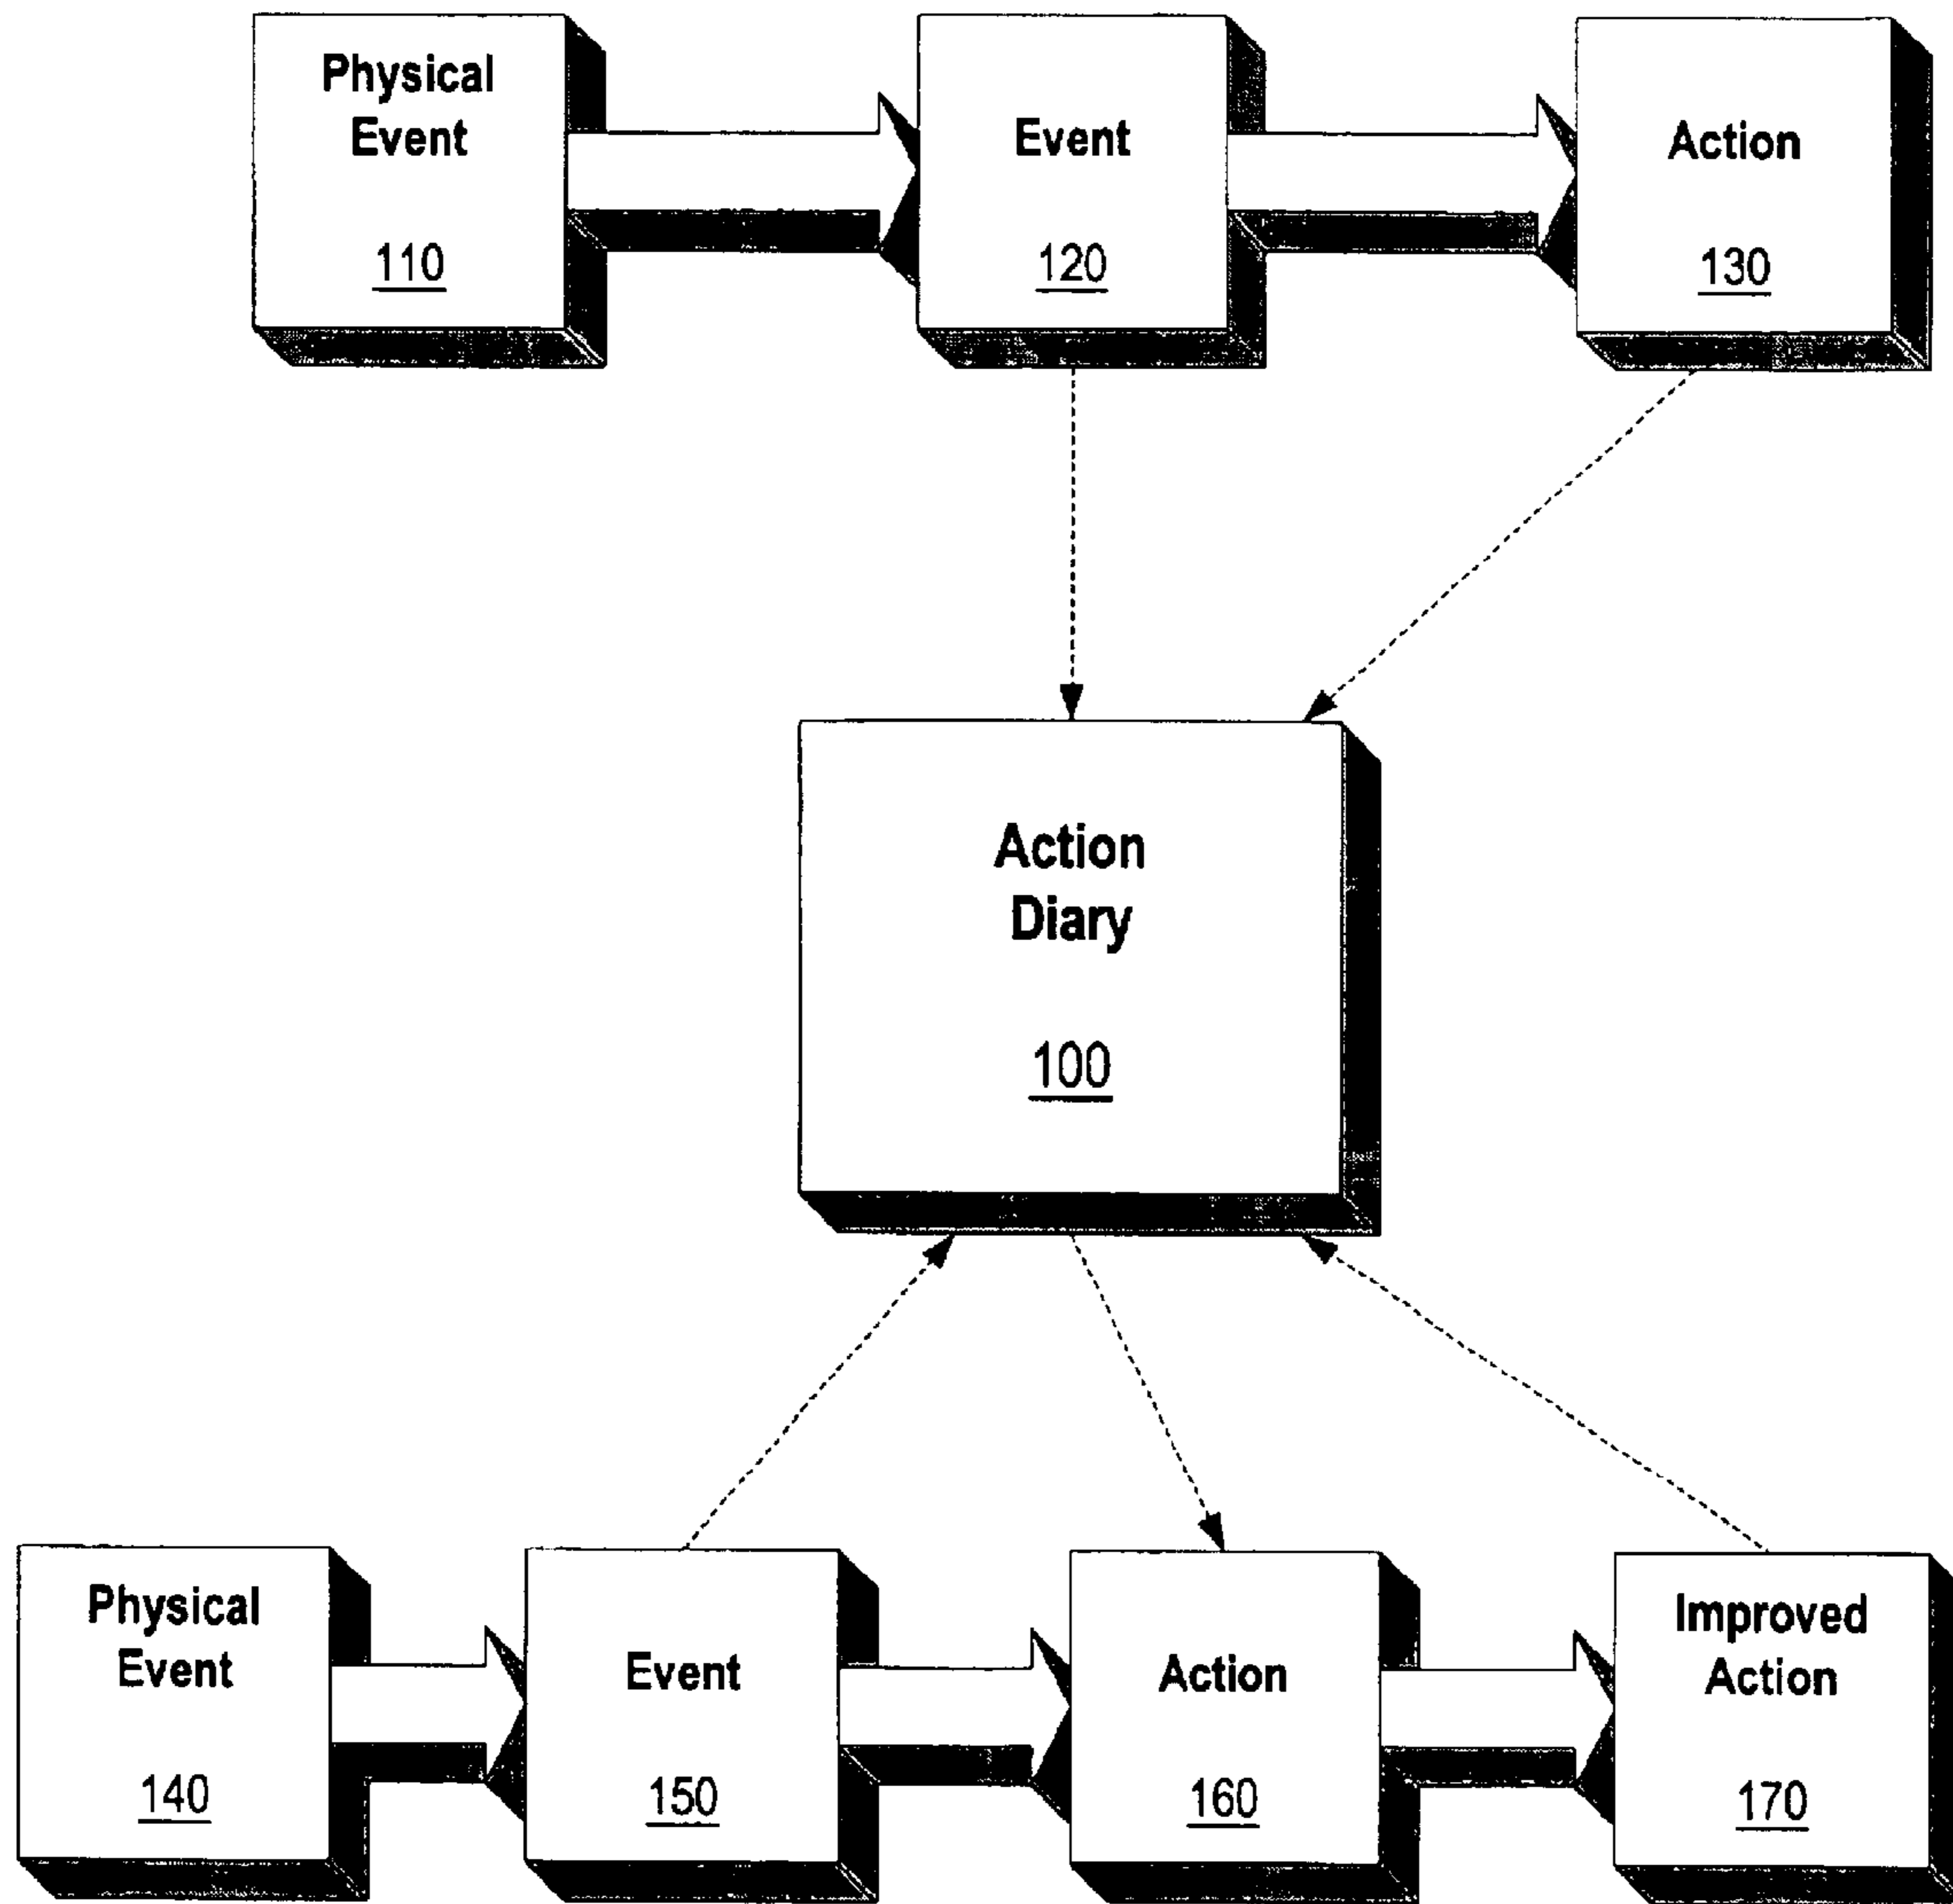 Physical
Event
110
Event
120
Action
130
Action
Diary
100
Physical
Event
140
Event
150
Action
160
Improved
Action
170